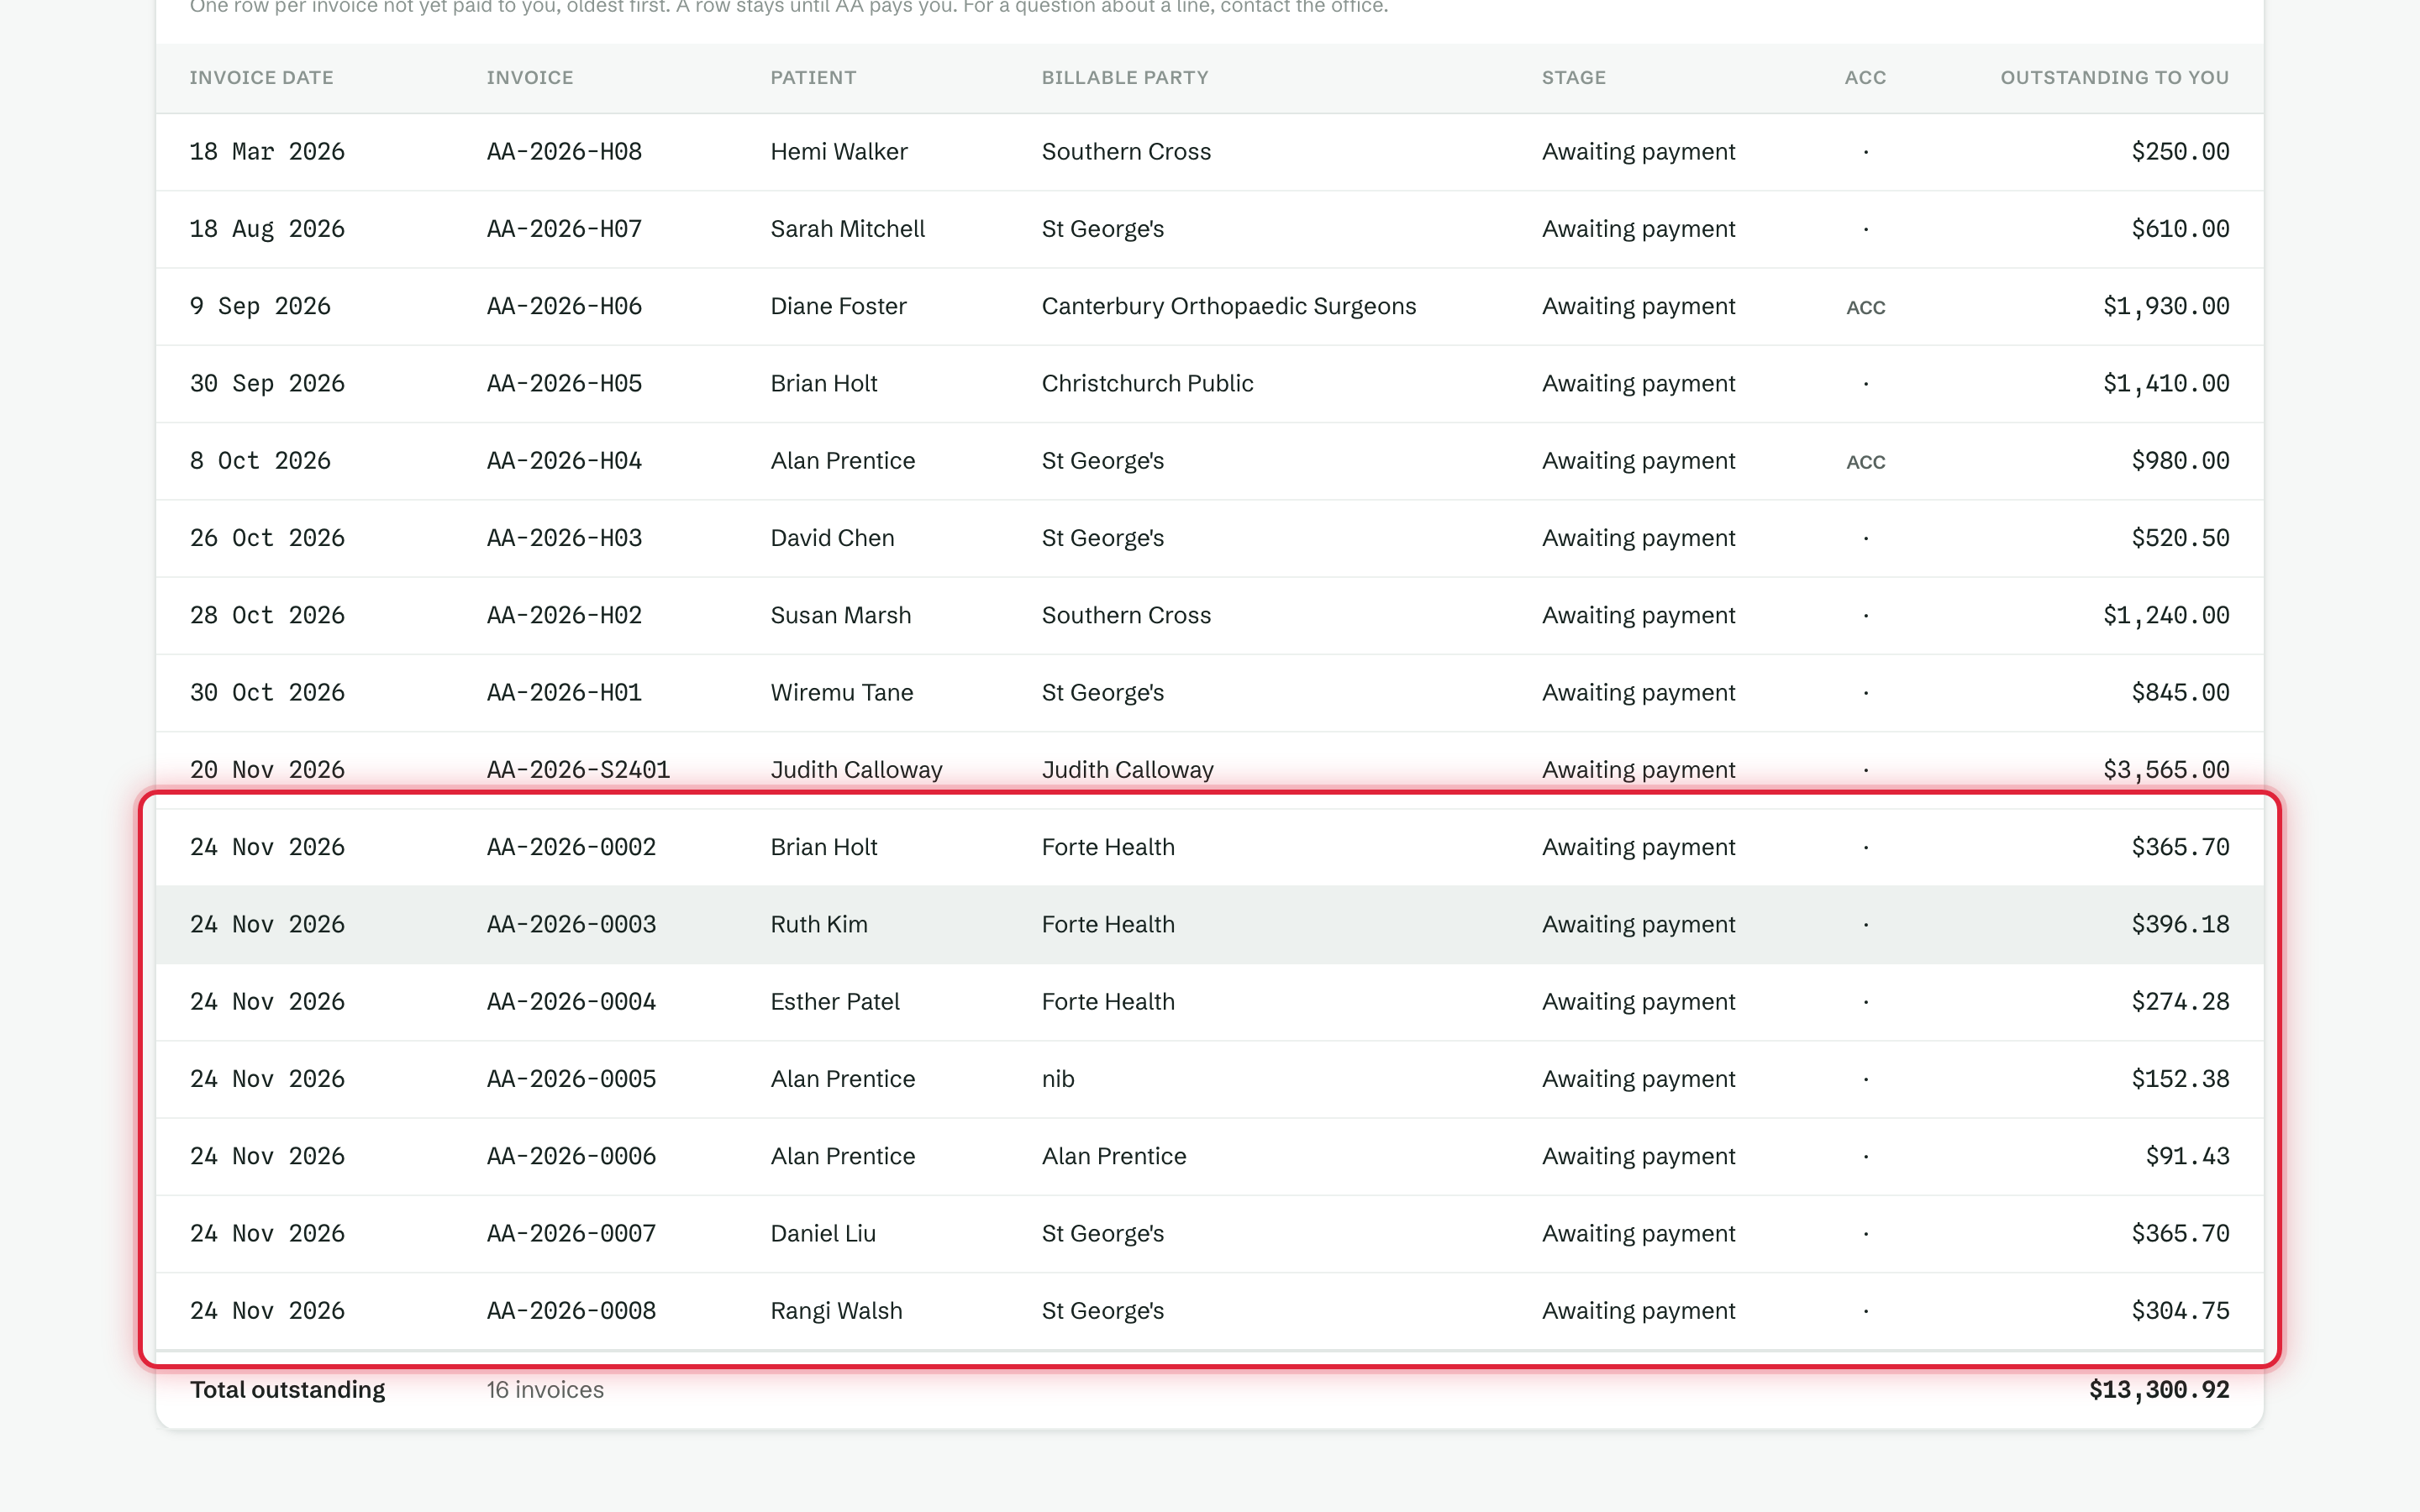 One row per invoice not yet paid to you, oldest first. A row stays until AA pays you. For a question about a line, contact the office.
INVOICE DATE INVOICE PATIENT BILLABLE PARTY STAGE ACC OUTSTANDING TO YOU
18 Mar 2026 AA-2026-H08 Hemi Walker Southern Cross Awaiting payment · $250.00
18 Aug 2026 AA-2026-H07 Sarah Mitchell St George's Awaiting payment · $610.00
9 Sep 2026 AA-2026-H06 Diane Foster Canterbury Orthopaedic Surgeons Awaiting payment ACC $1,930.00
30 Sep 2026 AA-2026-H05 Brian Holt Christchurch Public Awaiting payment · $1,410.00
8 Oct 2026 AA-2026-H04 Alan Prentice St George's Awaiting payment ACC $980.00
26 Oct 2026 AA-2026-H03 David Chen St George's Awaiting payment · $520.50
28 Oct 2026 AA-2026-H02 Susan Marsh Southern Cross Awaiting payment · $1,240.00
30 Oct 2026 AA-2026-H01 Wiremu Tane St George's Awaiting payment · $845.00
20 Nov 2026 AA-2026-S2401 Judith Calloway Judith Calloway Awaiting payment · $3,565.00
24 Nov 2026 AA-2026-0002 Brian Holt Forte Health Awaiting payment · $365.70
24 Nov 2026 AA-2026-0003 Ruth Kim Forte Health Awaiting payment · $396.18
24 Nov 2026 AA-2026-0004 Esther Patel Forte Health Awaiting payment · $274.28
24 Nov 2026 AA-2026-0005 Alan Prentice nib Awaiting payment · $152.38
24 Nov 2026 AA-2026-0006 Alan Prentice Alan Prentice Awaiting payment · $91.43
24 Nov 2026 AA-2026-0007 Daniel Liu St George's Awaiting payment · $365.70
24 Nov 2026 AA-2026-0008 Rangi Walsh St George's Awaiting payment · $304.75
Total outstanding 16 invoices $13,300.92